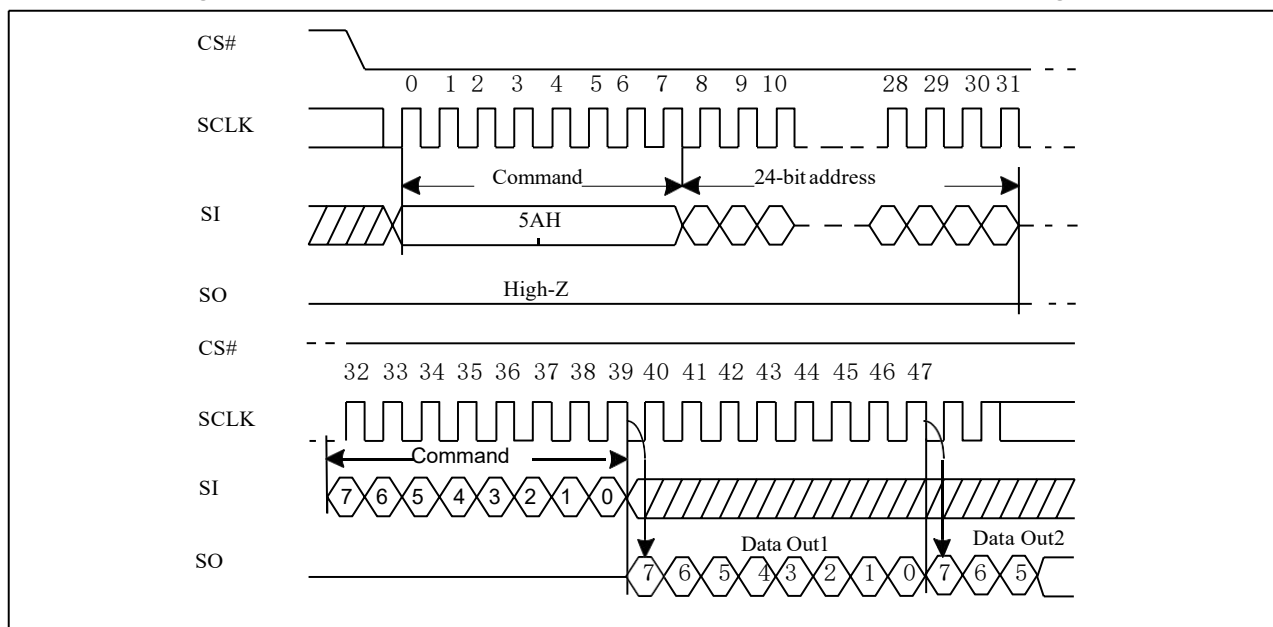 CS#
0 1 2 3 4 5 6 7 8 9 10 28 29 30 31
SCLK
Command 24-bit address
SI
5AH
SO
High-Z
CS#
32 33 34 35 36 37 38 39 40 41 42 43 44 45 46 47
SCLK
Command
SI
7 6 5 4 3 2 1 0
Data Out1 Data Out2
SO
7 6 5 4 3 2 1 0 7 6 5